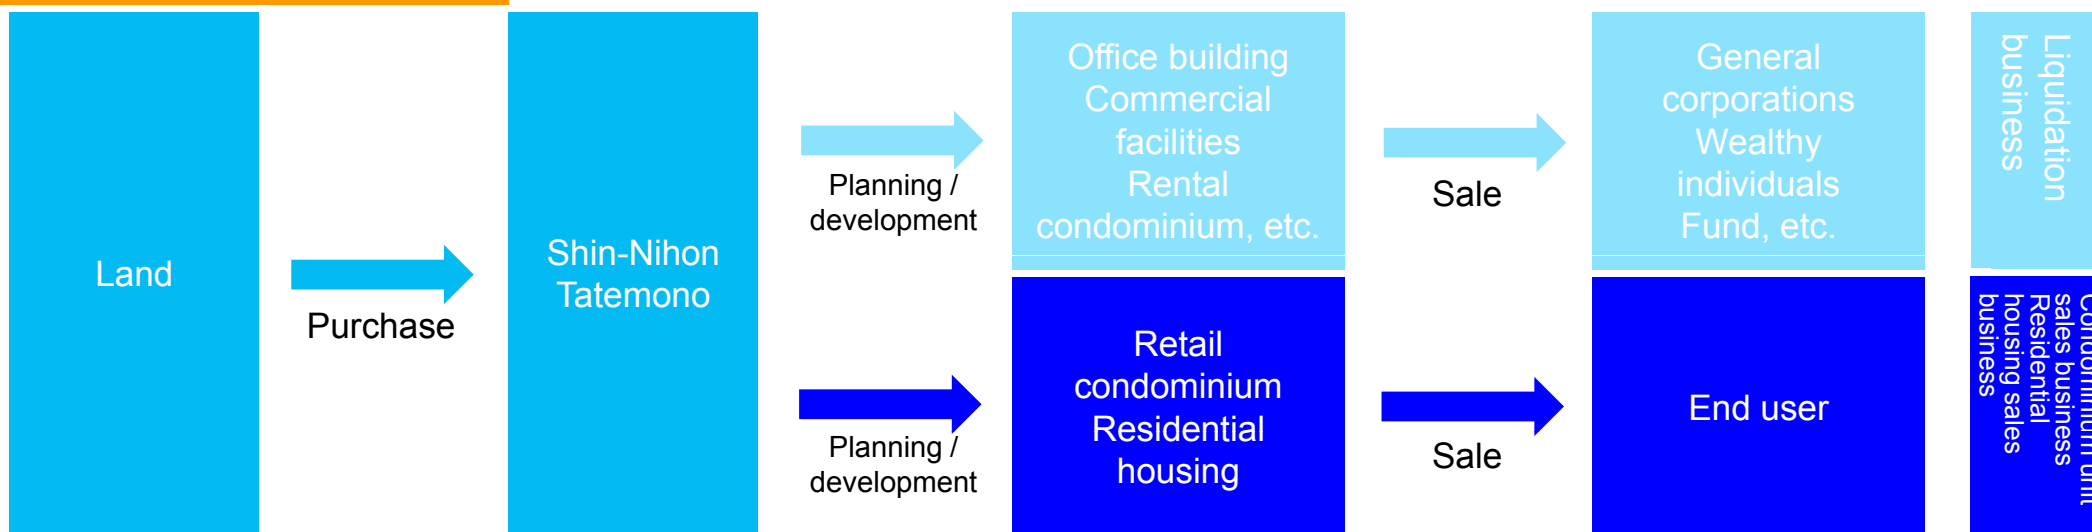 Land
Purchase
Shin-Nihon
Tatemono
Planning /
development
Office building
Commercial
facilities
Rental
condominium, etc.
Sale
General
corporations
Wealthy
individuals
Fund, etc.
Liquidation
business
Planning /
development
Retail
condominium
Residential
housing
Sale
End user
Condominium unit
sales business
Residential
housing sales
business